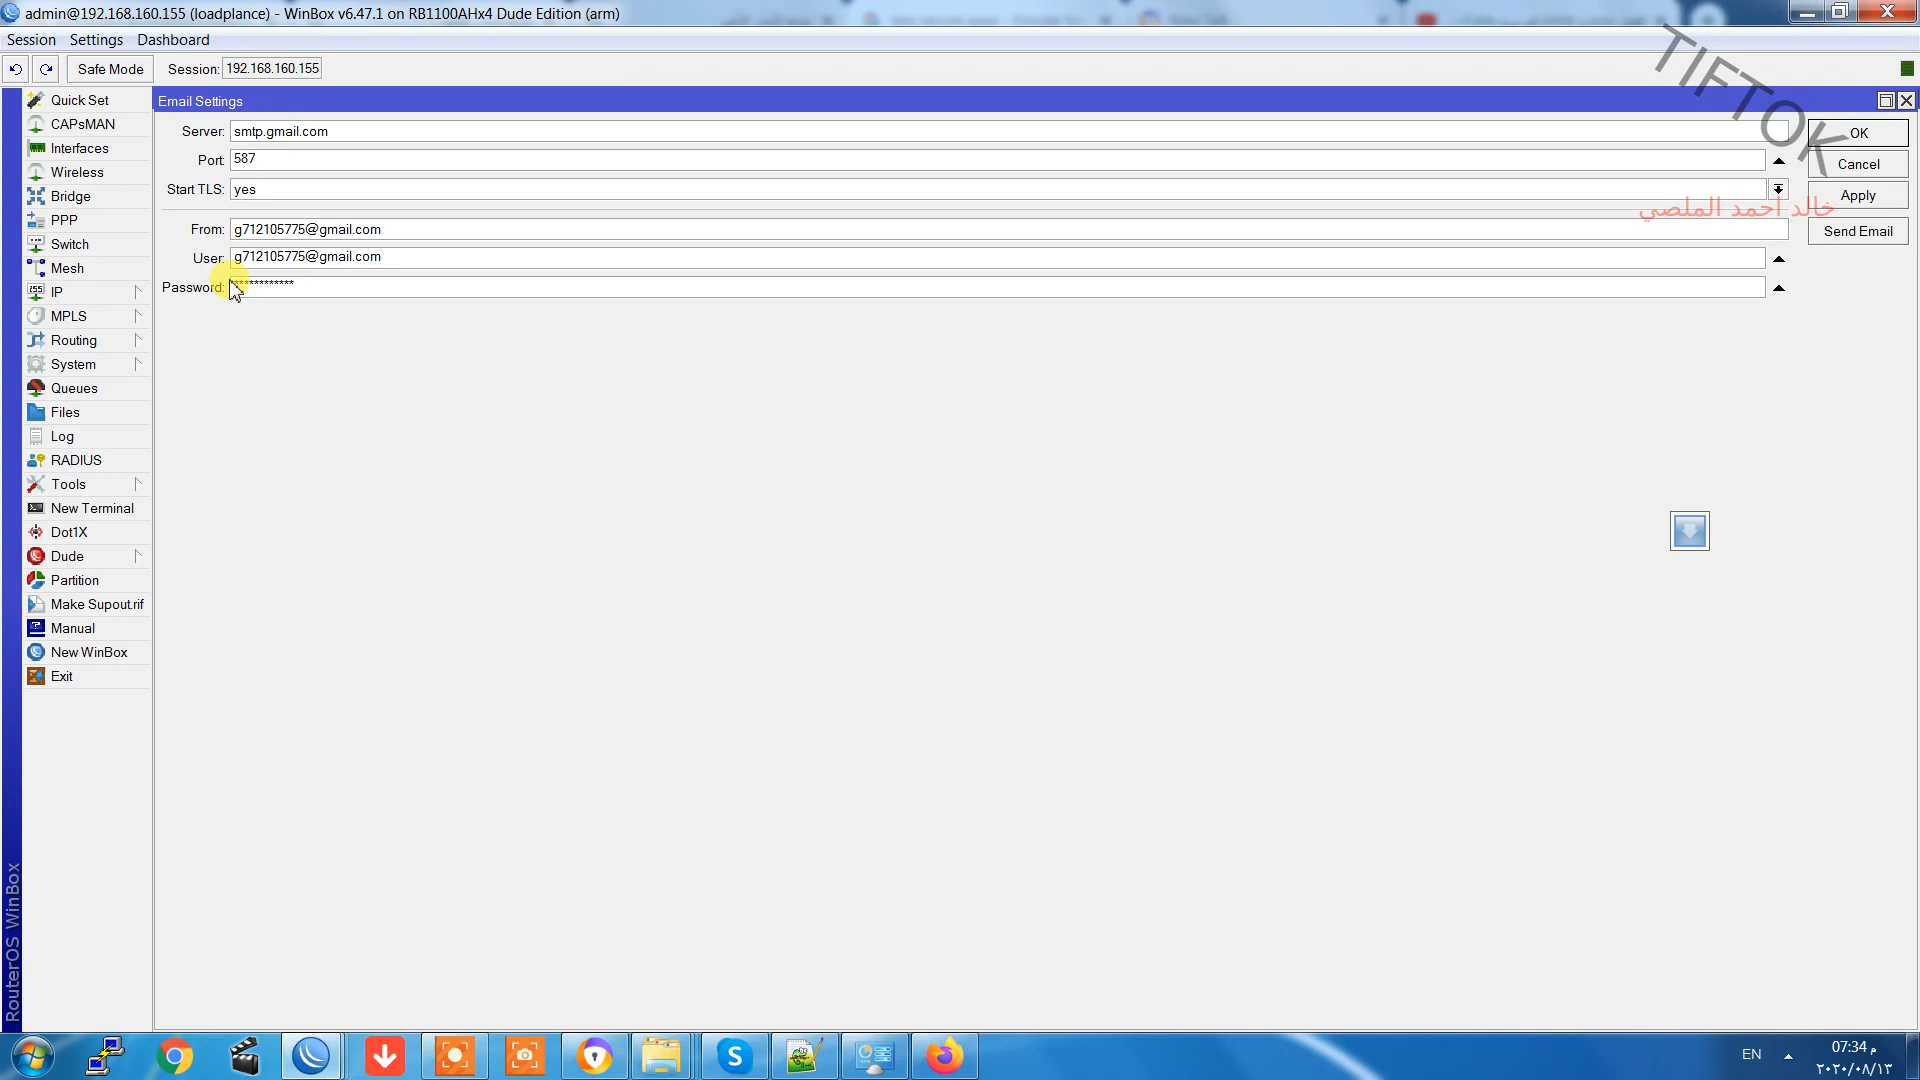 admin@192.168.160.155 (loadplance) - WinBox v6.47.1 on RB1100AHx4 Dude Edition (arm)
Session Settings Dashboard
Safe Mode Session: 192.168.160.155
Email Settings
Server: smtp.gmail.com
Port: 587
Start TLS: yes
From: g712105775@gmail.com
User: g712105775@gmail.com
Password: ************
OK
Cancel
Apply
Send Email
TIFTOK
خالد احمد الملصي
Quick Set
CAPsMAN
Interfaces
Wireless
Bridge
PPP
Switch
Mesh
IP
MPLS
Routing
System
Queues
Files
Log
RADIUS
Tools
New Terminal
Dot1X
Dude
Partition
Make Supout.rif
Manual
New WinBox
Exit
RouterOS WinBox
EN
07:34 م
٢٠٢٠/٠٨/١٣